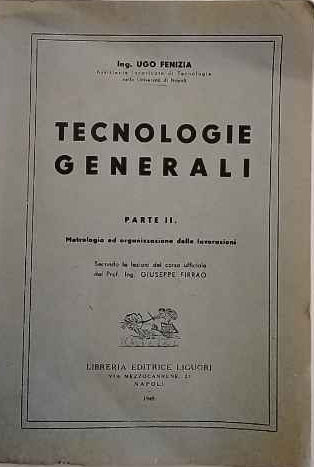 Ing. UGO FENIZIA
Assistente incaricato di Tecnologie
nella Università di Napoli
TECNOLOGIE
GENERALI
PARTE II.
Metrologia ed organizzazione delle lavorazioni
Secondo le lezioni del corso ufficiale
del Prof. Ing. GIUSEPPE FIRRAO
LIBRERIA EDITRICE LIGUORI
VIA MEZZOCANNONE, 21
NAPOLI